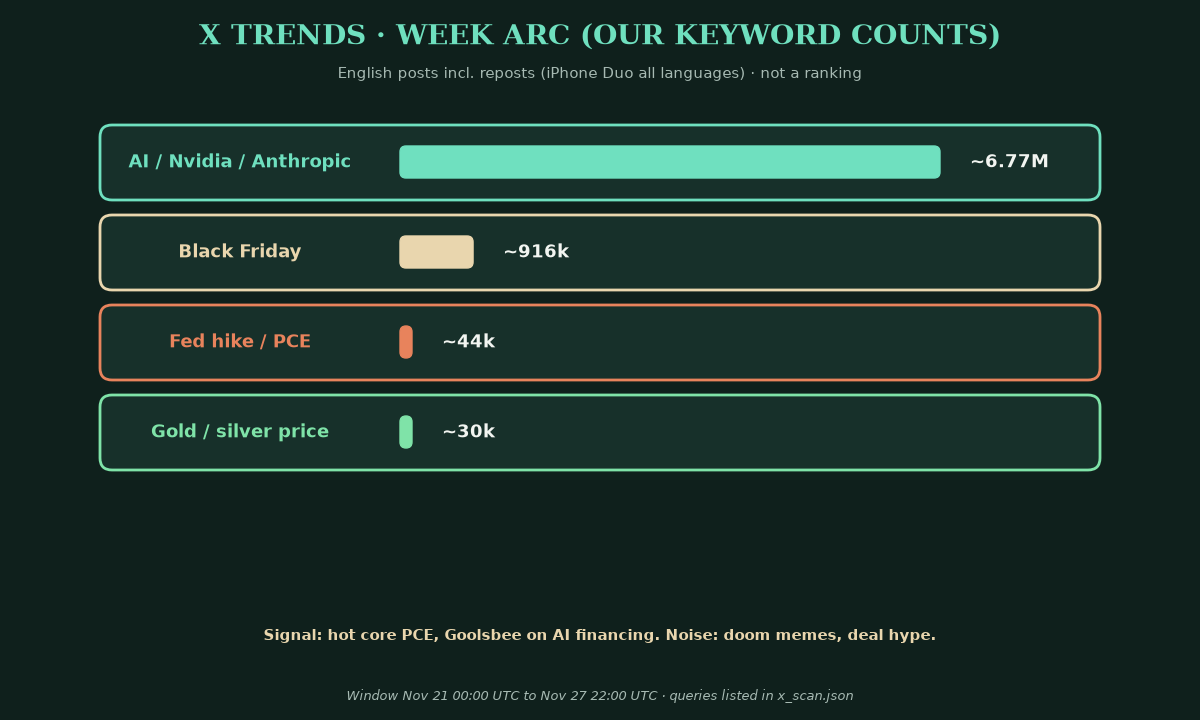 X TRENDS · WEEK ARC (OUR KEYWORD COUNTS)
English posts incl. reposts (iPhone Duo all languages) · not a ranking
AI / Nvidia / Anthropic ~6.77M
Black Friday ~916k
Fed hike / PCE ~44k
Gold / silver price ~30k
Signal: hot core PCE, Goolsbee on AI financing. Noise: doom memes, deal hype.
Window Nov 21 00:00 UTC to Nov 27 22:00 UTC · queries listed in x_scan.json